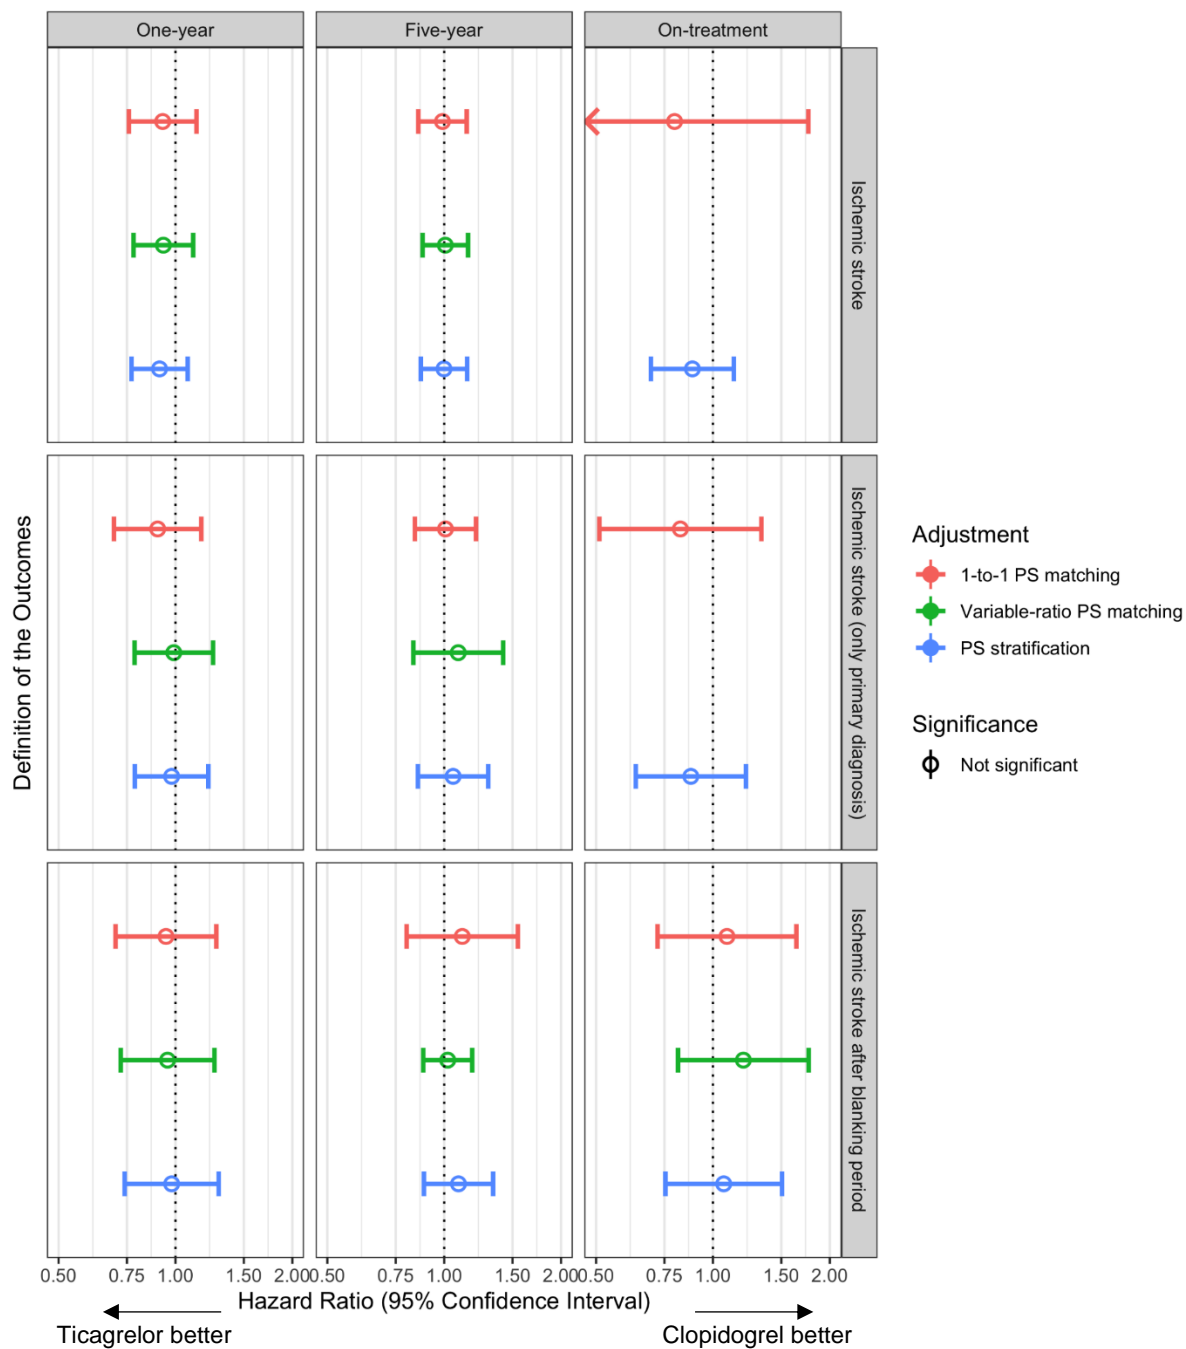 One-year
Five-year
On-treatment
Ischemic stroke
Ischemic stroke (only primary diagnosis)
Ischemic stroke after blanking period
Definition of the Outcomes
Adjustment
1-to-1 PS matching
Variable-ratio PS matching
PS stratification
Significance
Not significant
0.50 0.75 1.00 1.50 2.00 0.50 0.75 1.00 1.50 2.00 0.50 0.75 1.00 1.50 2.00
Hazard Ratio (95% Confidence Interval)
Ticagrelor better
Clopidogrel better